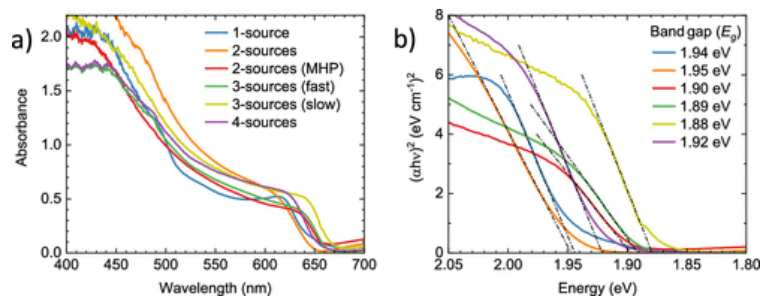 a)
2.0
1.5
1.0
0.5
0.0
400 450 500 550 600 650 700
Wavelength (nm)
Absorbance
1-source
2-sources
2-sources (MHP)
3-sources (fast)
3-sources (slow)
4-sources
b)
8
6
4
2
0
2.05 2.00 1.95 1.90 1.85 1.80
Energy (eV)
(αhν)² (eV cm⁻¹)²
Band gap (Eg)
1.94 eV
1.95 eV
1.90 eV
1.89 eV
1.88 eV
1.92 eV